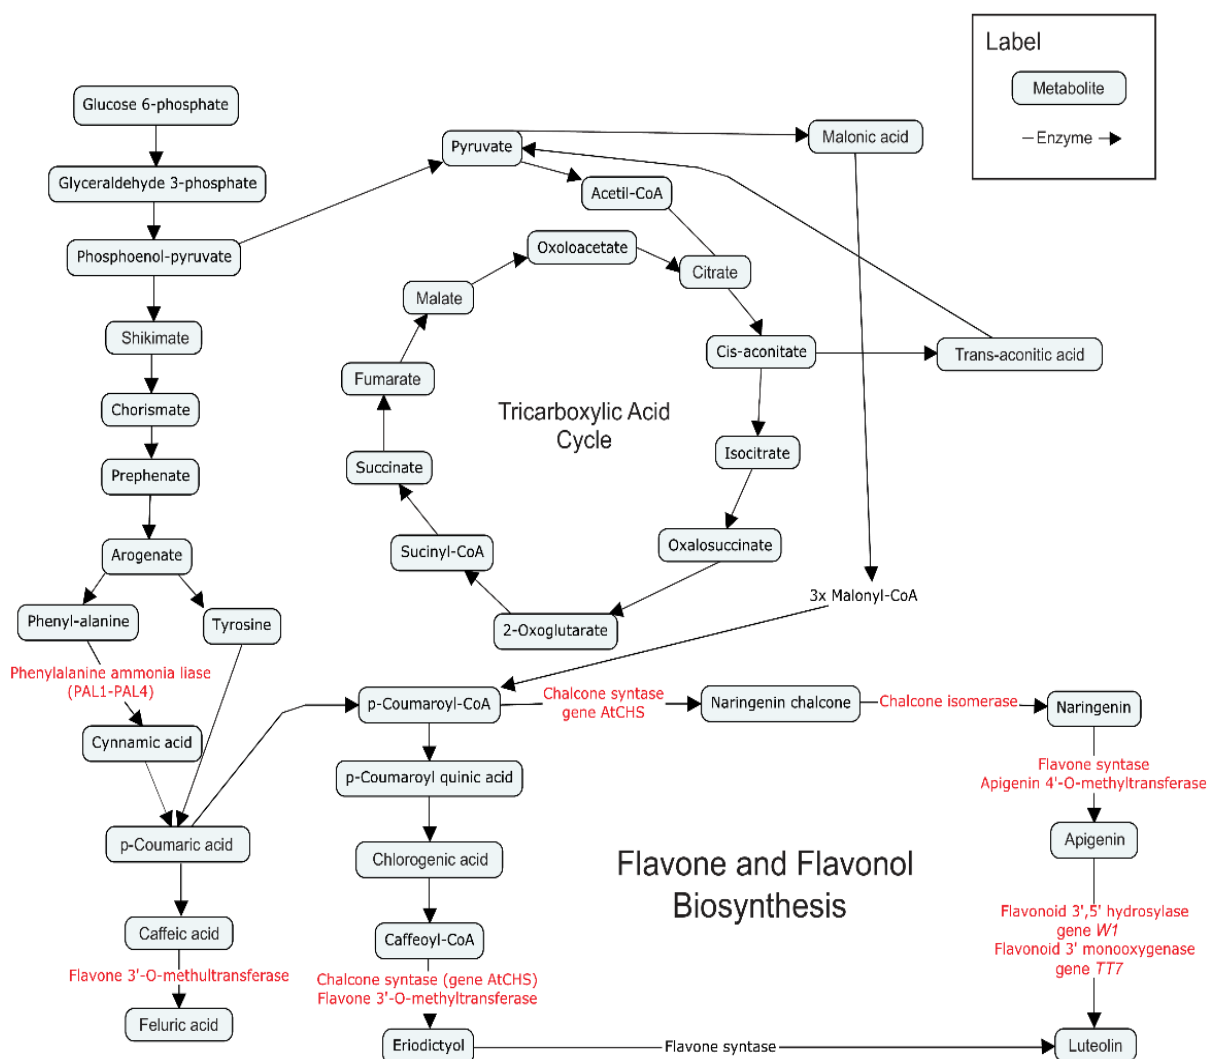 Label
Metabolite
Enzyme
Glucose 6-phosphate
Glyceraldehyde 3-phosphate
Phosphoenol-pyruvate
Shikimate
Chorismate
Prephenate
Arogenate
Phenyl-alanine
Tyrosine
Phenylalanine ammonia liase
(PAL1-PAL4)
Cynnamic acid
p-Coumaric acid
Caffeic acid
Flavone 3'-O-methultransferase
Feluric acid
Pyruvate
Malonic acid
Acetil-CoA
Oxoloacetate
Citrate
Malate
Cis-aconitate
Trans-aconitic acid
Fumarate
Tricarboxylic Acid
Cycle
Isocitrate
Succinate
Oxalosuccinate
Sucinyl-CoA
2-Oxoglutarate
3x Malonyl-CoA
p-Coumaroyl-CoA
Chalcone syntase
gene AtCHS
Naringenin chalcone
Chalcone isomerase
Naringenin
p-Coumaroyl quinic acid
Chlorogenic acid
Caffeoyl-CoA
Chalcone syntase (gene AtCHS)
Flavone 3'-O-methyltransferase
Eriodictyol
Flavone syntase
Flavone and Flavonol
Biosynthesis
Flavone syntase
Apigenin 4'-O-methyltransferase
Apigenin
Flavonoid 3',5' hydrosylase
gene W1
Flavonoid 3' monooxygenase
gene TT7
Luteolin